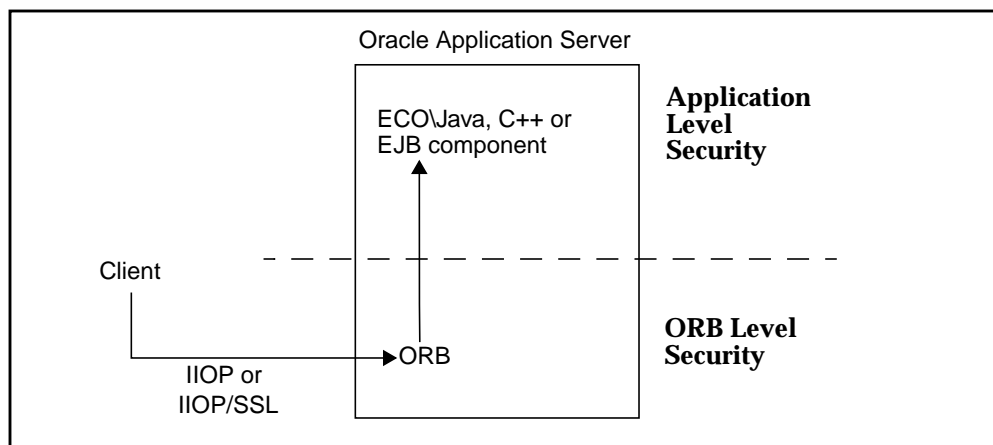 Oracle Application Server
ECO\Java, C++ or
EJB component
Application
Level
Security
Client
ORB
ORB Level
Security
IIOP or
IIOP/SSL